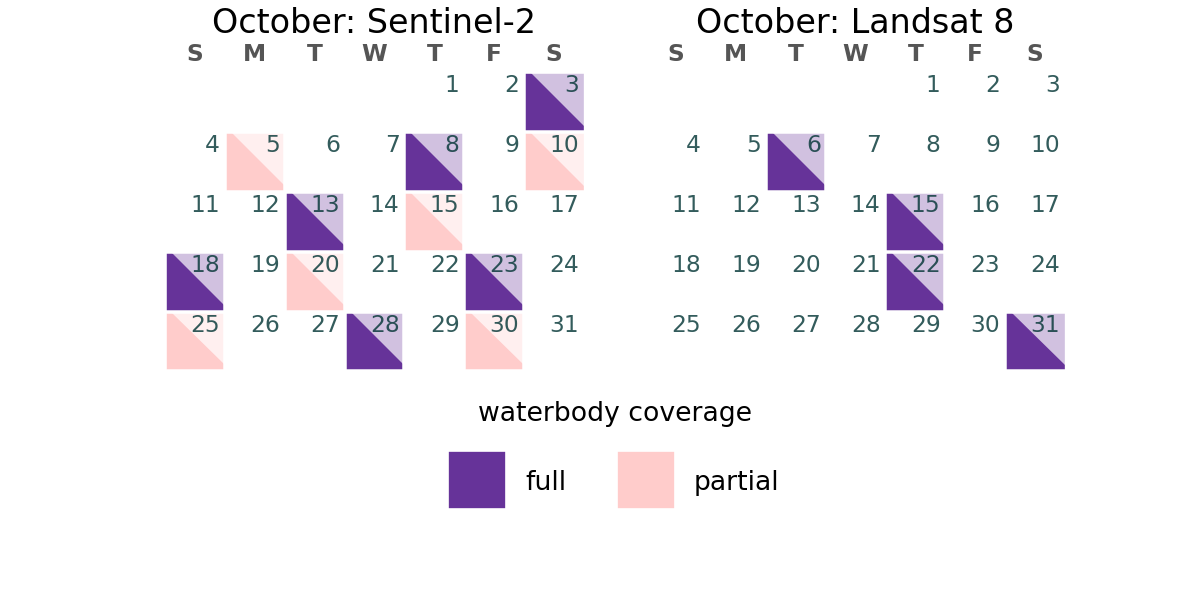 October: Sentinel-2
S M T W T F S
1 2 3
4 5 6 7 8 9 10
11 12 13 14 15 16 17
18 19 20 21 22 23 24
25 26 27 28 29 30 31
October: Landsat 8
S M T W T F S
1 2 3
4 5 6 7 8 9 10
11 12 13 14 15 16 17
18 19 20 21 22 23 24
25 26 27 28 29 30 31
waterbody coverage
full partial